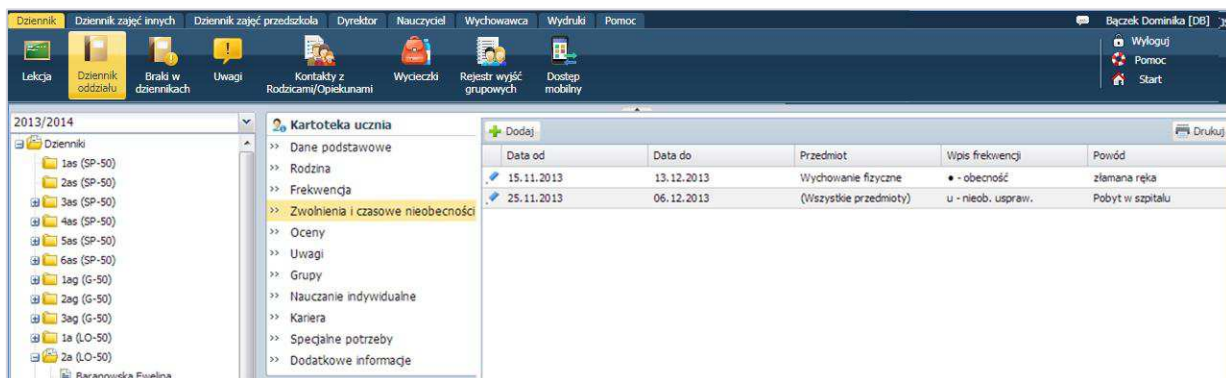 Dziennik Dziennik zajęć innych Dziennik zajęć przedszkola Dyrektor Nauczyciel Wychowawca Wydruki Pomoc Bączek Dominika [DB]
Lekcja
Dziennik oddziału
Braki w dziennikach
Uwagi
Kontakty z Rodzicami/Opiekunami
Wycieczki
Rejestr wyjść grupowych
Dostęp mobilny
Wyloguj
Pomoc
Start
2013/2014
Dzienniki
1as (SP-50)
2as (SP-50)
3as (SP-50)
4as (SP-50)
5as (SP-50)
6as (SP-50)
1ag (G-50)
2ag (G-50)
3ag (G-50)
1a (LO-50)
2a (LO-50)
Baranowska Ewelina
Kartoteka ucznia
>> Dane podstawowe
>> Rodzina
>> Frekwencja
>> Zwolnienia i czasowe nieobecności
>> Oceny
>> Uwagi
>> Grupy
>> Nauczanie indywidualne
>> Kariera
>> Specjalne potrzeby
>> Dodatkowe informacje
Dodaj Drukuj
Data od Data do Przedmiot Wpis frekwencji Powód
15.11.2013 13.12.2013 Wychowanie fizyczne ● - obecność złamana ręka
25.11.2013 06.12.2013 (Wszystkie przedmioty) u - nieob. uspraw. Pobyt w szpitalu